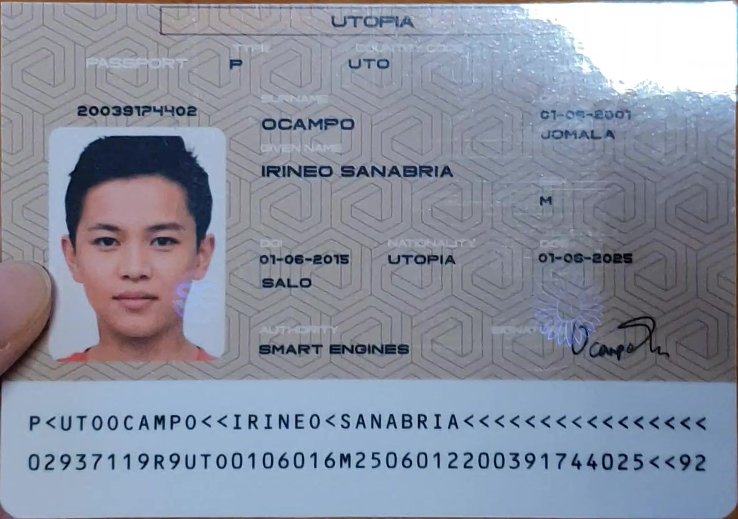 UTOPIA
TYPE COUNTRY CODE
PASSPORT P UTO
20039174402
SURNAME
OCAMPO 01-06-2001
JOMALA
GIVEN NAME
IRINEO SANABRIA
M
DOI NATIONALITY DOE
01-06-2015 UTOPIA 01-06-2025
SALO
AUTHORITY SIGNATURE
SMART ENGINES Ocampo
P<UTOOCAMPO<<IRINEO<SANABRIA<<<<<<<<<<<<<<<<
02937119R9UTO0106016M2506012200391744025<<92